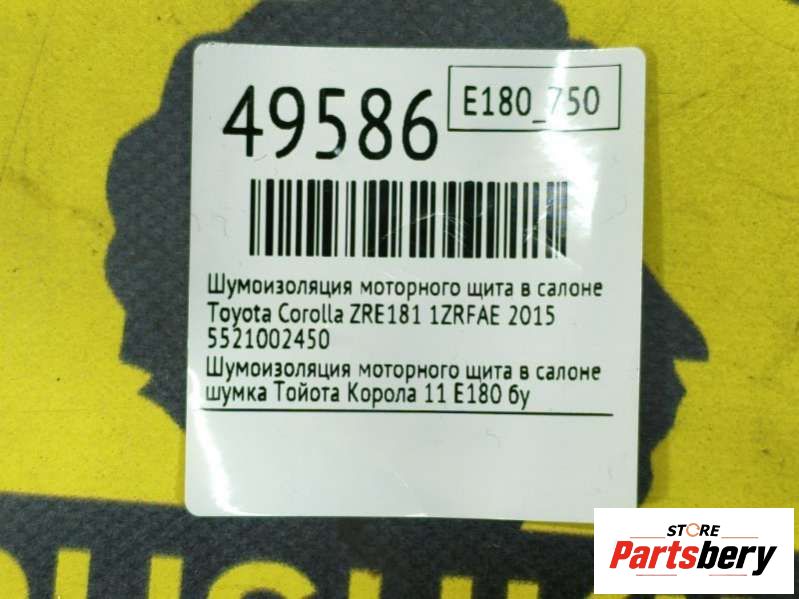 49586
E180_750
Шумоизоляция моторного щита в салоне
Toyota Corolla ZRE181 1ZRFAE 2015
5521002450
Шумоизоляция моторного щита в салоне
шумка Тойота Корола 11 Е180 бу
STORE
Partsbery